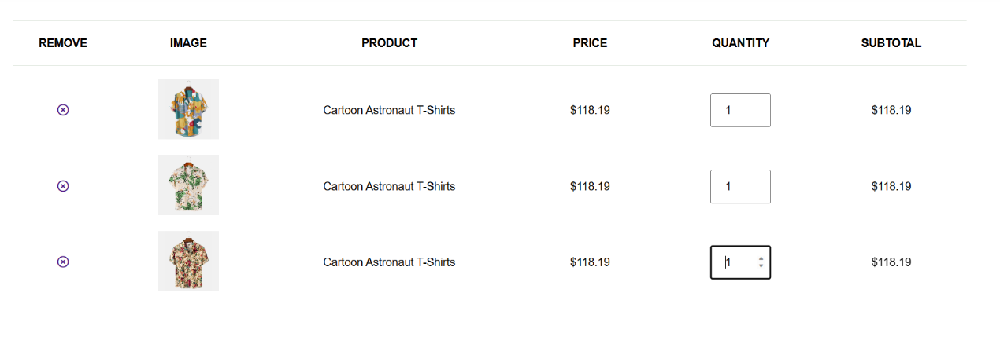 REMOVE IMAGE PRODUCT PRICE QUANTITY SUBTOTAL
Cartoon Astronaut T-Shirts $118.19 1 $118.19
Cartoon Astronaut T-Shirts $118.19 1 $118.19
Cartoon Astronaut T-Shirts $118.19 1 $118.19